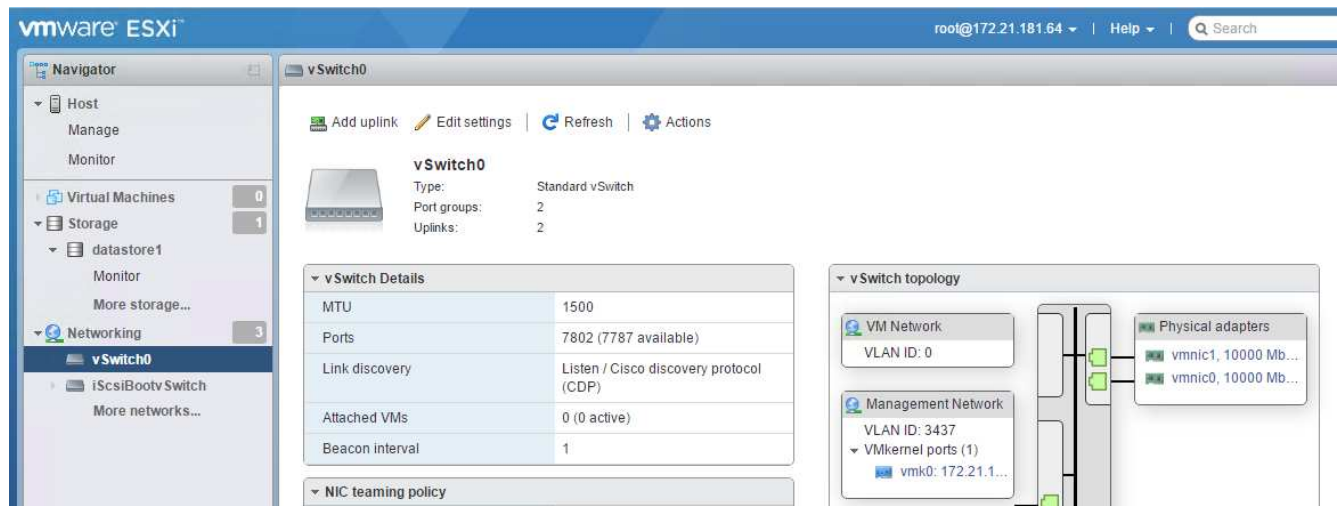 vmware ESXi™
root@172.21.181.64 | Help | Search
Navigator
Host
Manage
Monitor
Virtual Machines 0
Storage 1
datastore1
Monitor
More storage...
Networking 3
vSwitch0
iScsiBootvSwitch
More networks...
vSwitch0
Add uplink Edit settings | Refresh | Actions
vSwitch0
Type: Standard vSwitch
Port groups: 2
Uplinks: 2
vSwitch Details
MTU 1500
Ports 7802 (7787 available)
Link discovery Listen / Cisco discovery protocol
(CDP)
Attached VMs 0 (0 active)
Beacon interval 1
NIC teaming policy
vSwitch topology
VM Network
VLAN ID: 0
Management Network
VLAN ID: 3437
VMkernel ports (1)
vmk0: 172.21.1...
Physical adapters
vmnic1, 10000 Mb...
vmnic0, 10000 Mb...